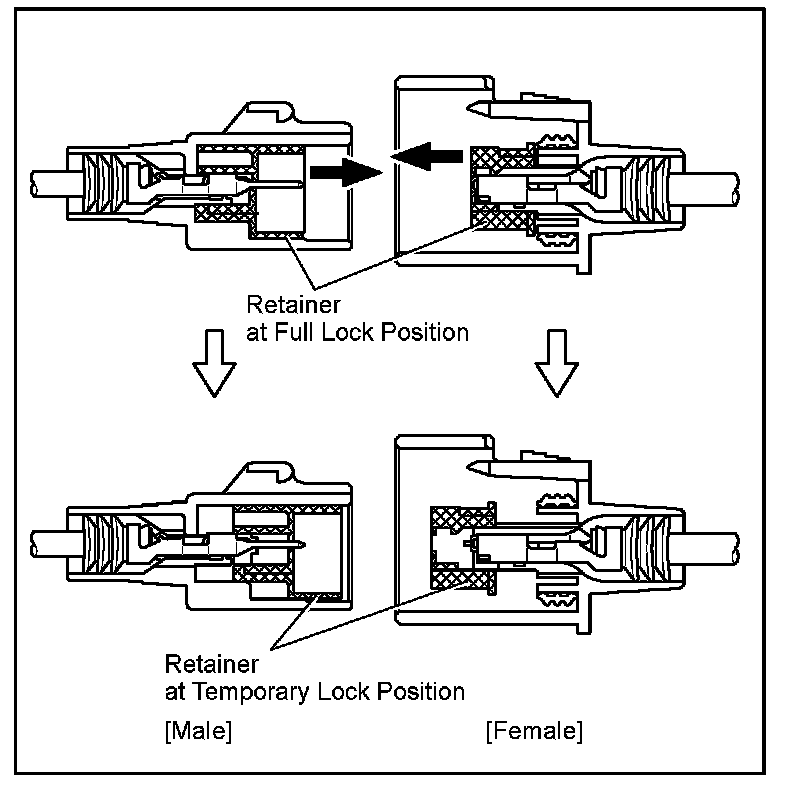 Retainer
at Full Lock Position
Retainer
at Temporary Lock Position
[Male]
[Female]